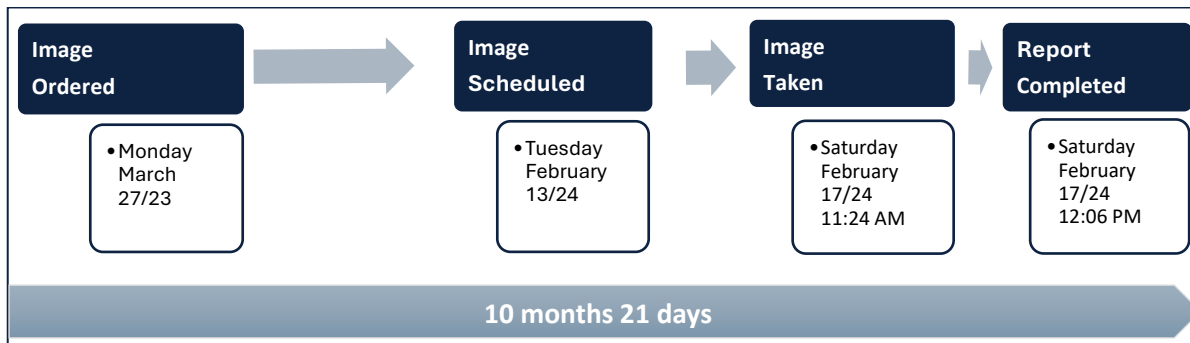 Image
Ordered
•Monday
March
27/23
Image
Scheduled
•Tuesday
February
13/24
Image
Taken
•Saturday
February
17/24
11:24 AM
Report
Completed
•Saturday
February
17/24
12:06 PM
10 months 21 days